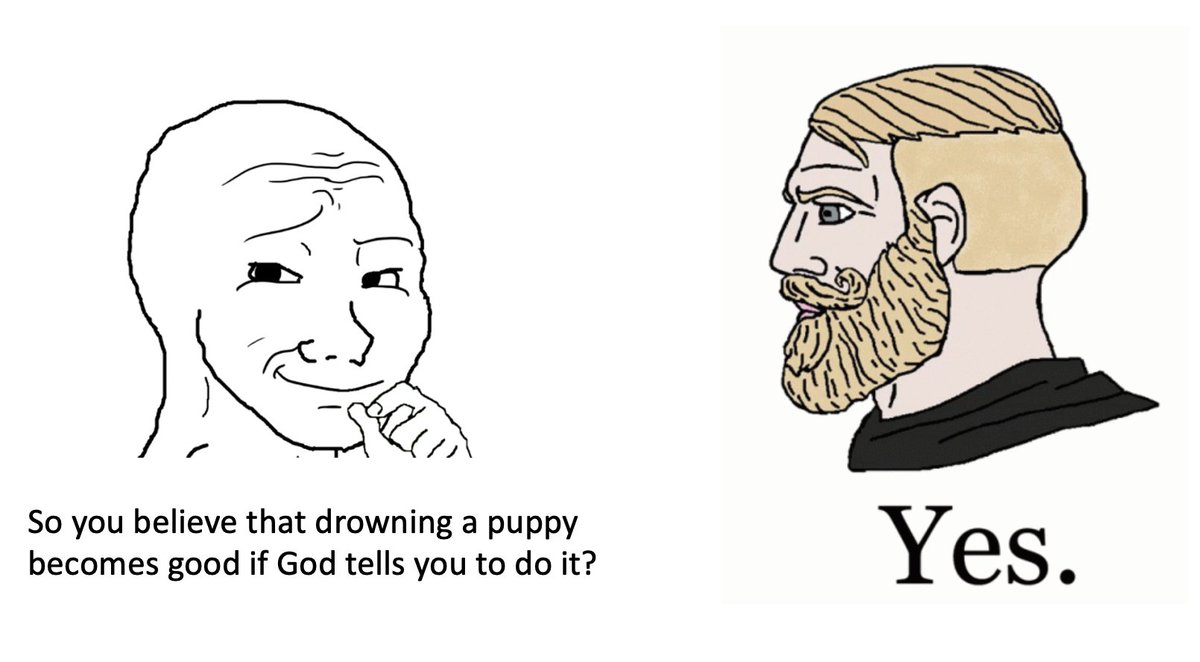 So you believe that drowning a puppy
becomes good if God tells you to do it?
Yes.